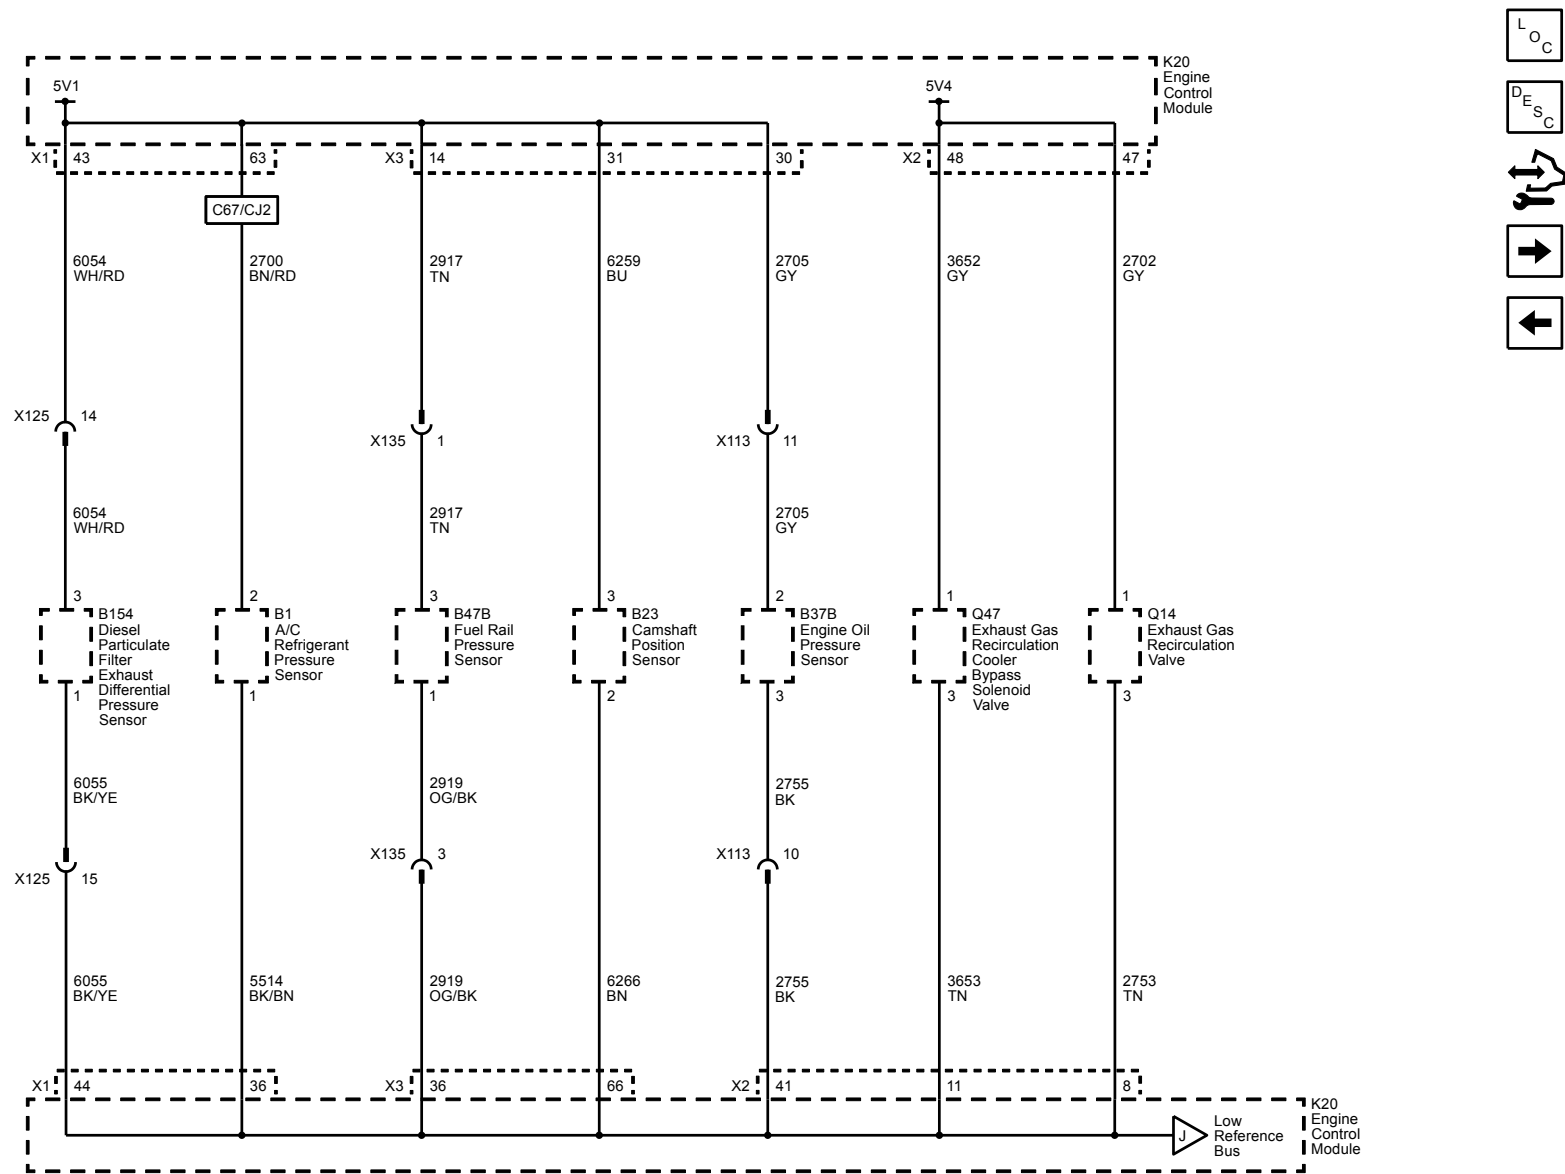 L
O
C
K20
Engine
Control
Module
5V1
5V4
D
E
S
C
X1 43 63 X3 14 31 30 X2 48 47
C67/CJ2
6054
WH/RD
2700
BN/RD
2917
TN
6259
BU
2705
GY
3652
GY
2702
GY
X125 14
X135 1
X113 11
6054
WH/RD
2917
TN
2705
GY
3 2 3 3 2 1 1
B154
Diesel
Particulate
Filter
Exhaust
Differential
Pressure
Sensor
B1
A/C
Refrigerant
Pressure
Sensor
B47B
Fuel Rail
Pressure
Sensor
B23
Camshaft
Position
Sensor
B37B
Engine Oil
Pressure
Sensor
Q47
Exhaust Gas
Recirculation
Cooler
Bypass
Solenoid
Valve
Q14
Exhaust Gas
Recirculation
Valve
1 1 1 2 3 3 3
6055
BK/YE
2919
OG/BK
2755
BK
X125 15
X135 3
X113 10
6055
BK/YE
5514
BK/BN
2919
OG/BK
6266
BN
2755
BK
3653
TN
2753
TN
X1 44 36 X3 36 66 X2 41 11 8
K20
Engine
Control
Module
J
Low
Reference
Bus